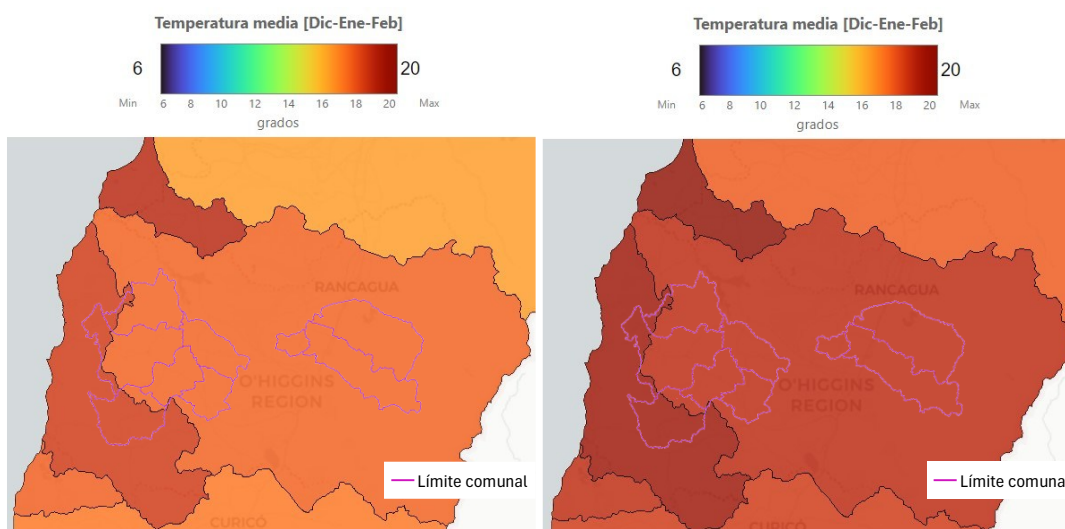 Temperatura media [Dic-Ene-Feb]
6
20
Min
6 8 10 12 14 16 18 20
Max
grados
RANCAGUA
O'HIGGINS
REGION
CURICÓ
Límite comunal
Temperatura media [Dic-Ene-Feb]
6
20
Min
6 8 10 12 14 16 18 20
Max
grados
RANCAGUA
O'HIGGINS
REGION
CURICÓ
Límite comuna